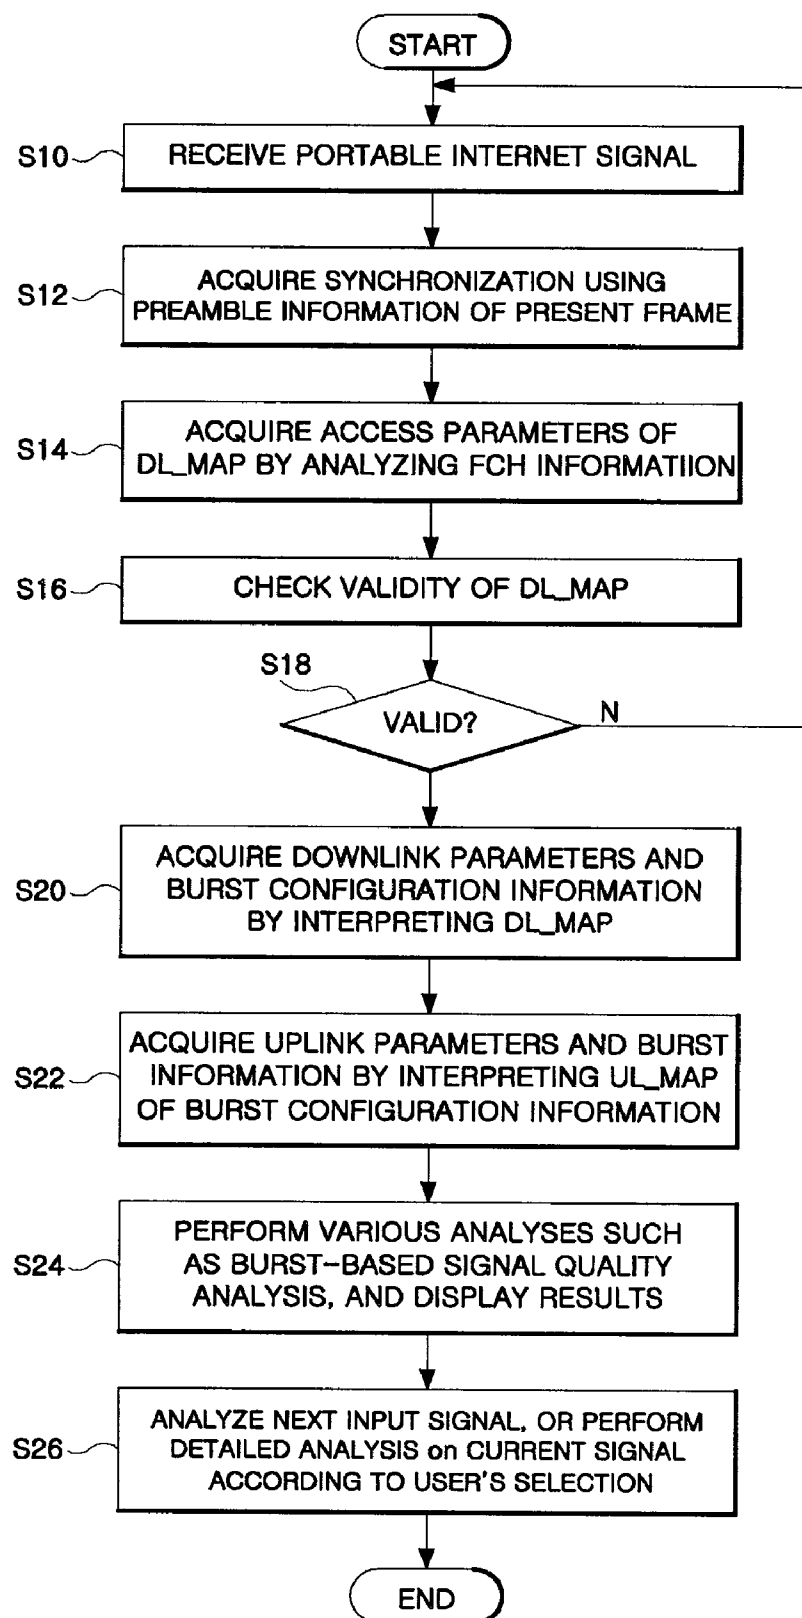 START
S10
RECEIVE PORTABLE INTERNET SIGNAL
S12
ACQUIRE SYNCHRONIZATION USING
PREAMBLE INFORMATION OF PRESENT FRAME
S14
ACQUIRE ACCESS PARAMETERS OF
DL_MAP BY ANALYZING FCH INFORMATIION
S16
CHECK VALIDITY OF DL_MAP
S18
VALID?
N
S20
ACQUIRE DOWNLINK PARAMETERS AND
BURST CONFIGURATION INFORMATION
BY INTERPRETING DL_MAP
S22
ACQUIRE UPLINK PARAMETERS AND BURST
INFORMATION BY INTERPRETING UL_MAP
OF BURST CONFIGURATION INFORMATION
S24
PERFORM VARIOUS ANALYSES SUCH
AS BURST-BASED SIGNAL QUALITY
ANALYSIS, AND DISPLAY RESULTS
S26
ANALYZE NEXT INPUT SIGNAL, OR PERFORM
DETAILED ANALYSIS on CURRENT SIGNAL
ACCORDING TO USER'S SELECTION
END